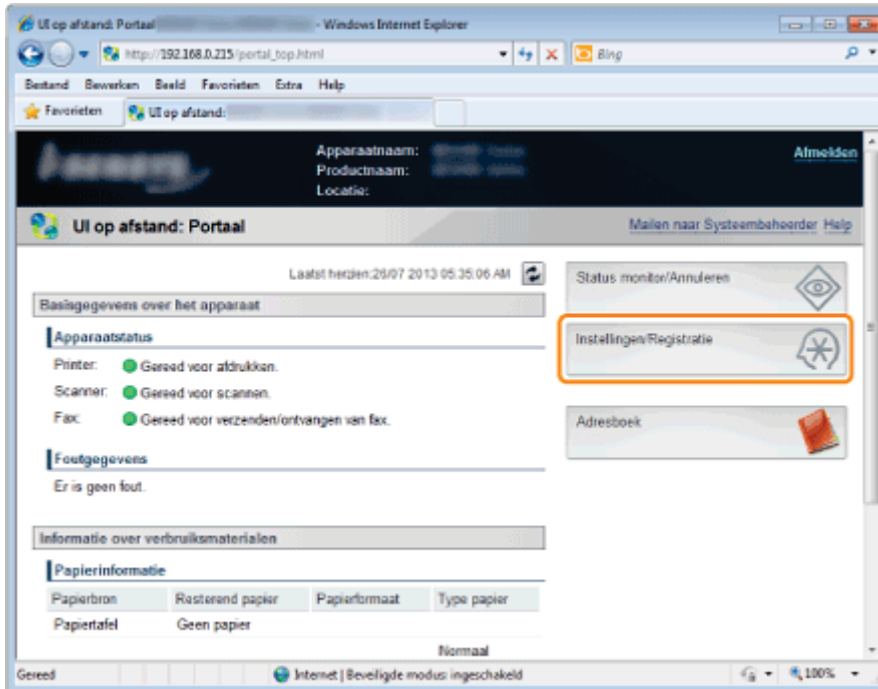 UI op afstand: Portaal - Windows Internet Explorer
http://192.168.0.215/portal_top.html
Bing
Bestand Bewerken Beeld Favorieten Extra Help
Favorieten UI op afstand:
Apparaatnaam:
Productnaam:
Locatie:
Afmelden
UI op afstand: Portaal
Mailen naar Systeembeheerder Help
Laatst herzien:26/07 2013 05:35:06 AM
Basisgegevens over het apparaat
Apparaatstatus
Printer: Gereed voor afdrukken.
Scanner: Gereed voor scannen.
Fax: Gereed voor verzenden/ontvangen van fax.
Foutgegevens
Er is geen fout.
Informatie over verbruiksmaterialen
Papierinformatie
Papierbron Resterend papier Papierformaat Type papier
Papiertafel Geen papier
Normaal
Status monitor/Annuleren
Instellingen/Registratie
Adresboek
Gereed Internet | Beveiligde modus: ingeschakeld 100%